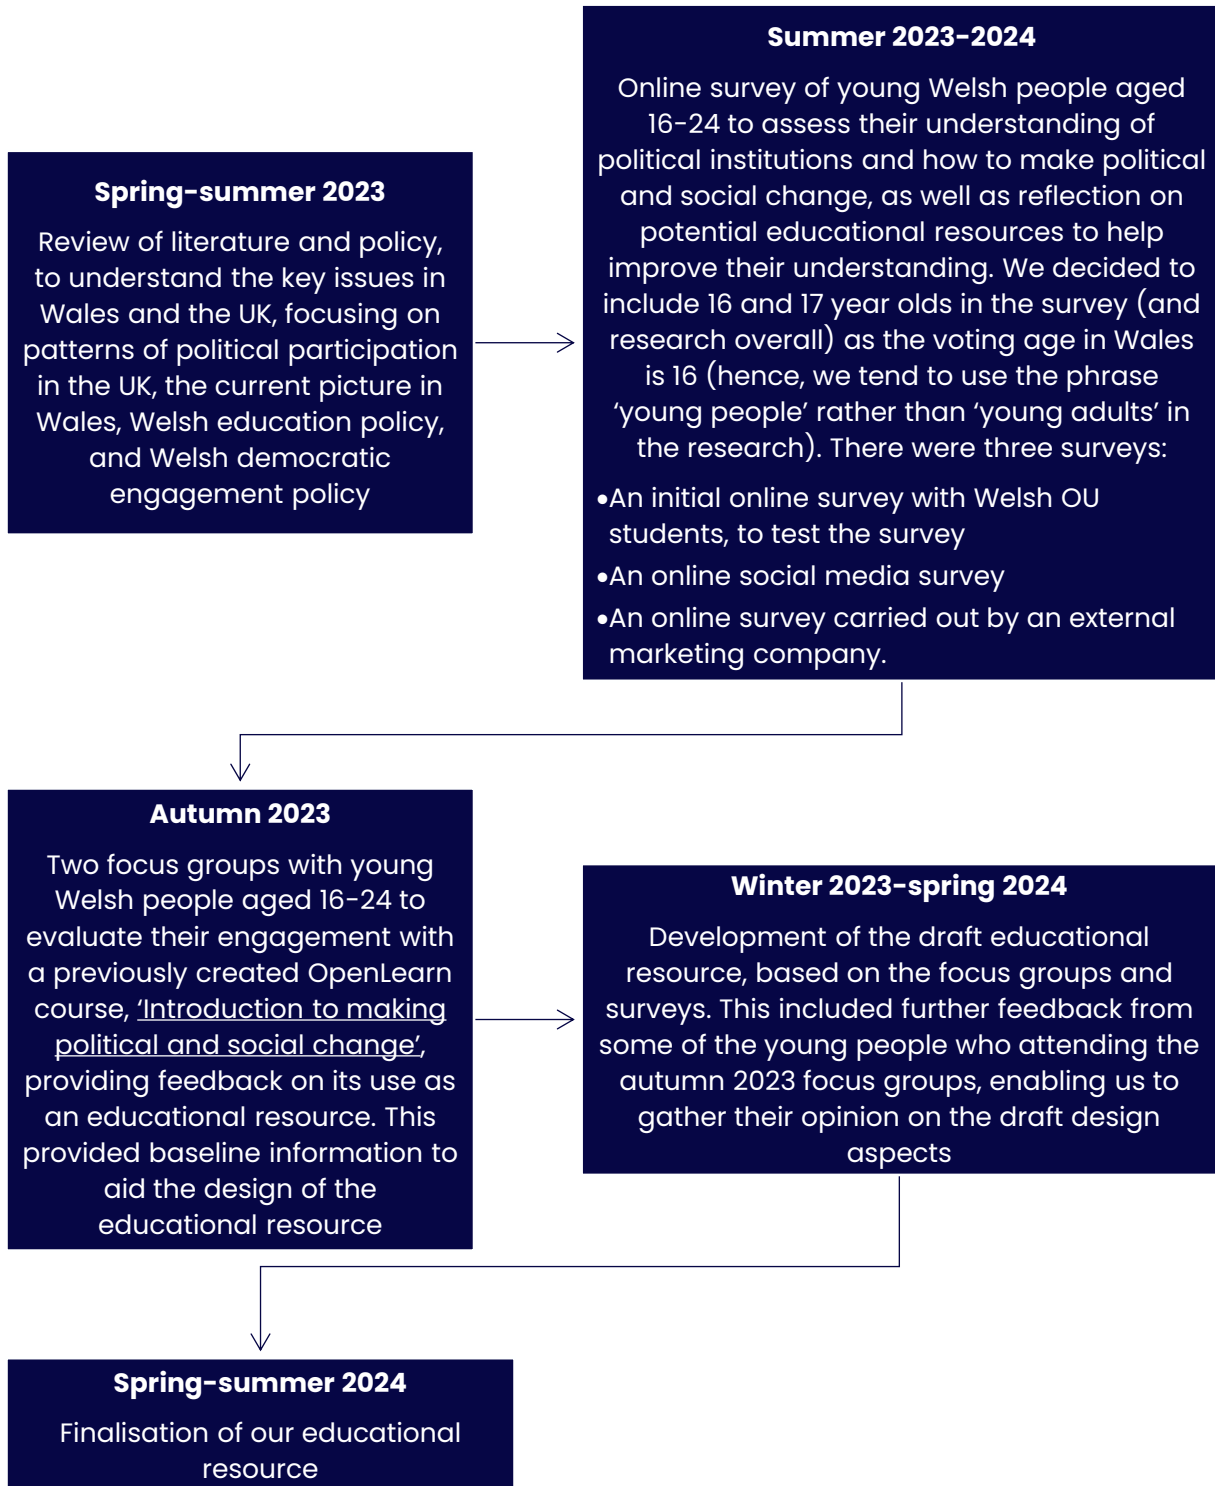 Spring-summer 2023
Review of literature and policy,
to understand the key issues in
Wales and the UK, focusing on
patterns of political participation
in the UK, the current picture in
Wales, Welsh education policy,
and Welsh democratic
engagement policy
Summer 2023-2024
Online survey of young Welsh people aged
16-24 to assess their understanding of
political institutions and how to make political
and social change, as well as reflection on
potential educational resources to help
improve their understanding. We decided to
include 16 and 17 year olds in the survey (and
research overall) as the voting age in Wales
is 16 (hence, we tend to use the phrase
‘young people’ rather than ‘young adults’ in
the research). There were three surveys:
•An initial online survey with Welsh OU
students, to test the survey
•An online social media survey
•An online survey carried out by an external
marketing company.
Autumn 2023
Two focus groups with young
Welsh people aged 16-24 to
evaluate their engagement with
a previously created OpenLearn
course, ‘Introduction to making
political and social change’,
providing feedback on its use as
an educational resource. This
provided baseline information to
aid the design of the
educational resource
Winter 2023-spring 2024
Development of the draft educational
resource, based on the focus groups and
surveys. This included further feedback from
some of the young people who attending the
autumn 2023 focus groups, enabling us to
gather their opinion on the draft design
aspects
Spring-summer 2024
Finalisation of our educational
resource